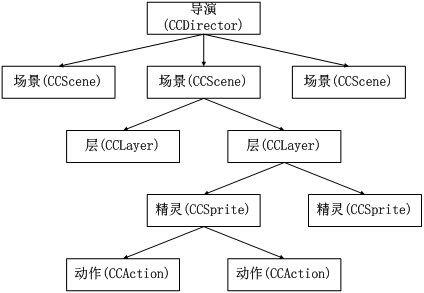 导演
(CCDirector)
场景(CCScene)
场景(CCScene)
场景(CCScene)
层(CCLayer)
层(CCLayer)
精灵(CCSprite)
精灵(CCSprite)
动作(CCAction)
动作(CCAction)